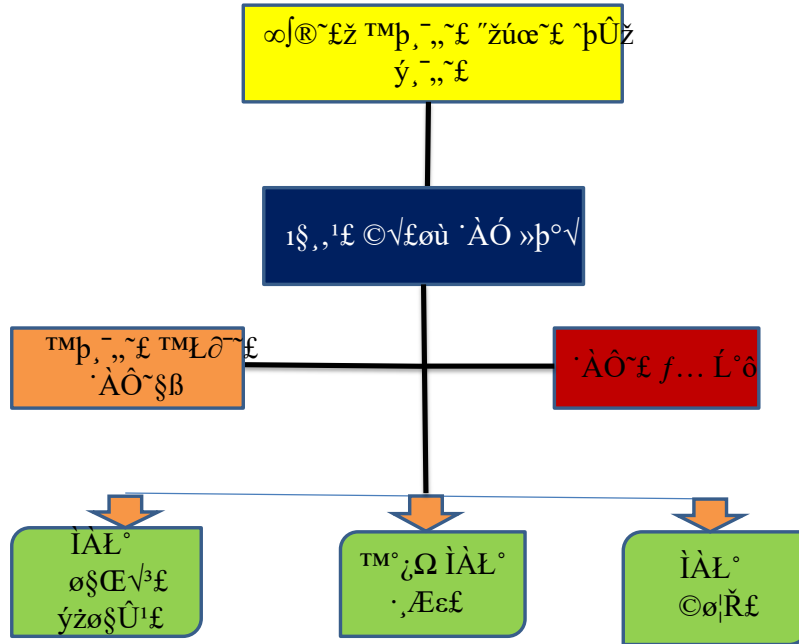 ∞∫®˜£ž ™þ¸¯„˜£ ˝žúœ˜£ ˆþÛž
ý¸¯„˜£
ı§¸‚¹£ ©√£øù ˙ÀÓ »þ°√
™þ¸¯„˜£ ™Ł∂¯˜£
˙ÀÔ˜§ß
˙ÀÔ˜£ ƒ… Ĺ°ô
ÌÀŁ°
ø§Œ√³£
ýżø§Û¹£
™°¿Ω ÌÀŁ°
·¸Æε£
ÌÀŁ°
©ø¦Ř£